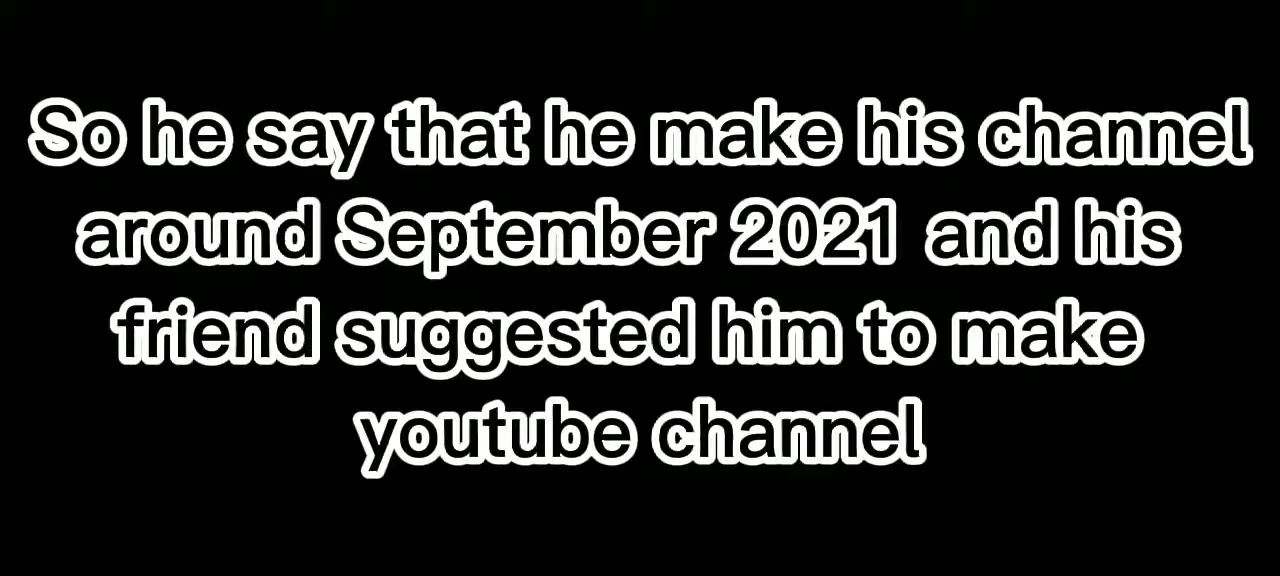 So he say that he make his channel
around September 2021 and his
friend suggested him to make
youtube channel